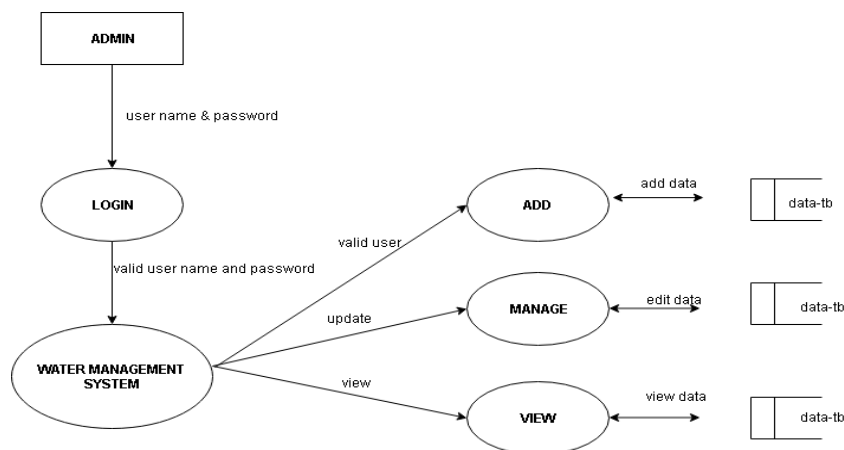 ADMIN
user name & password
LOGIN
valid user name and password
WATER MANAGEMENT
SYSTEM
valid user
update
view
ADD
MANAGE
VIEW
add data
edit data
view data
data-tb
data-tb
data-tb